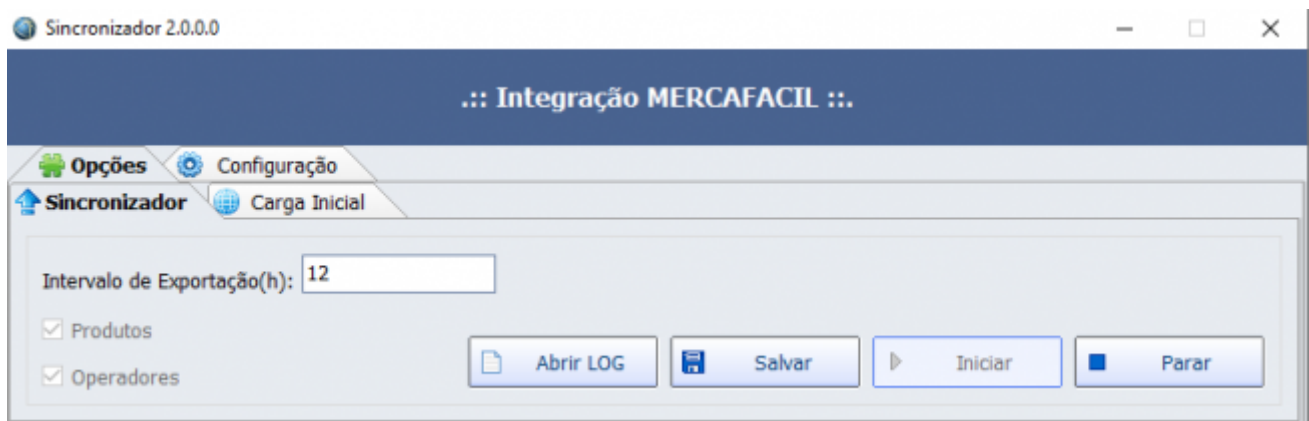 Sincronizador 2.0.0.0
.:: Integração MERCAFACIL ::.
Opções Configuração
Sincronizador Carga Inicial
Intervalo de Exportação(h): 12
Produtos
Operadores
Abrir LOG Salvar Iniciar Parar